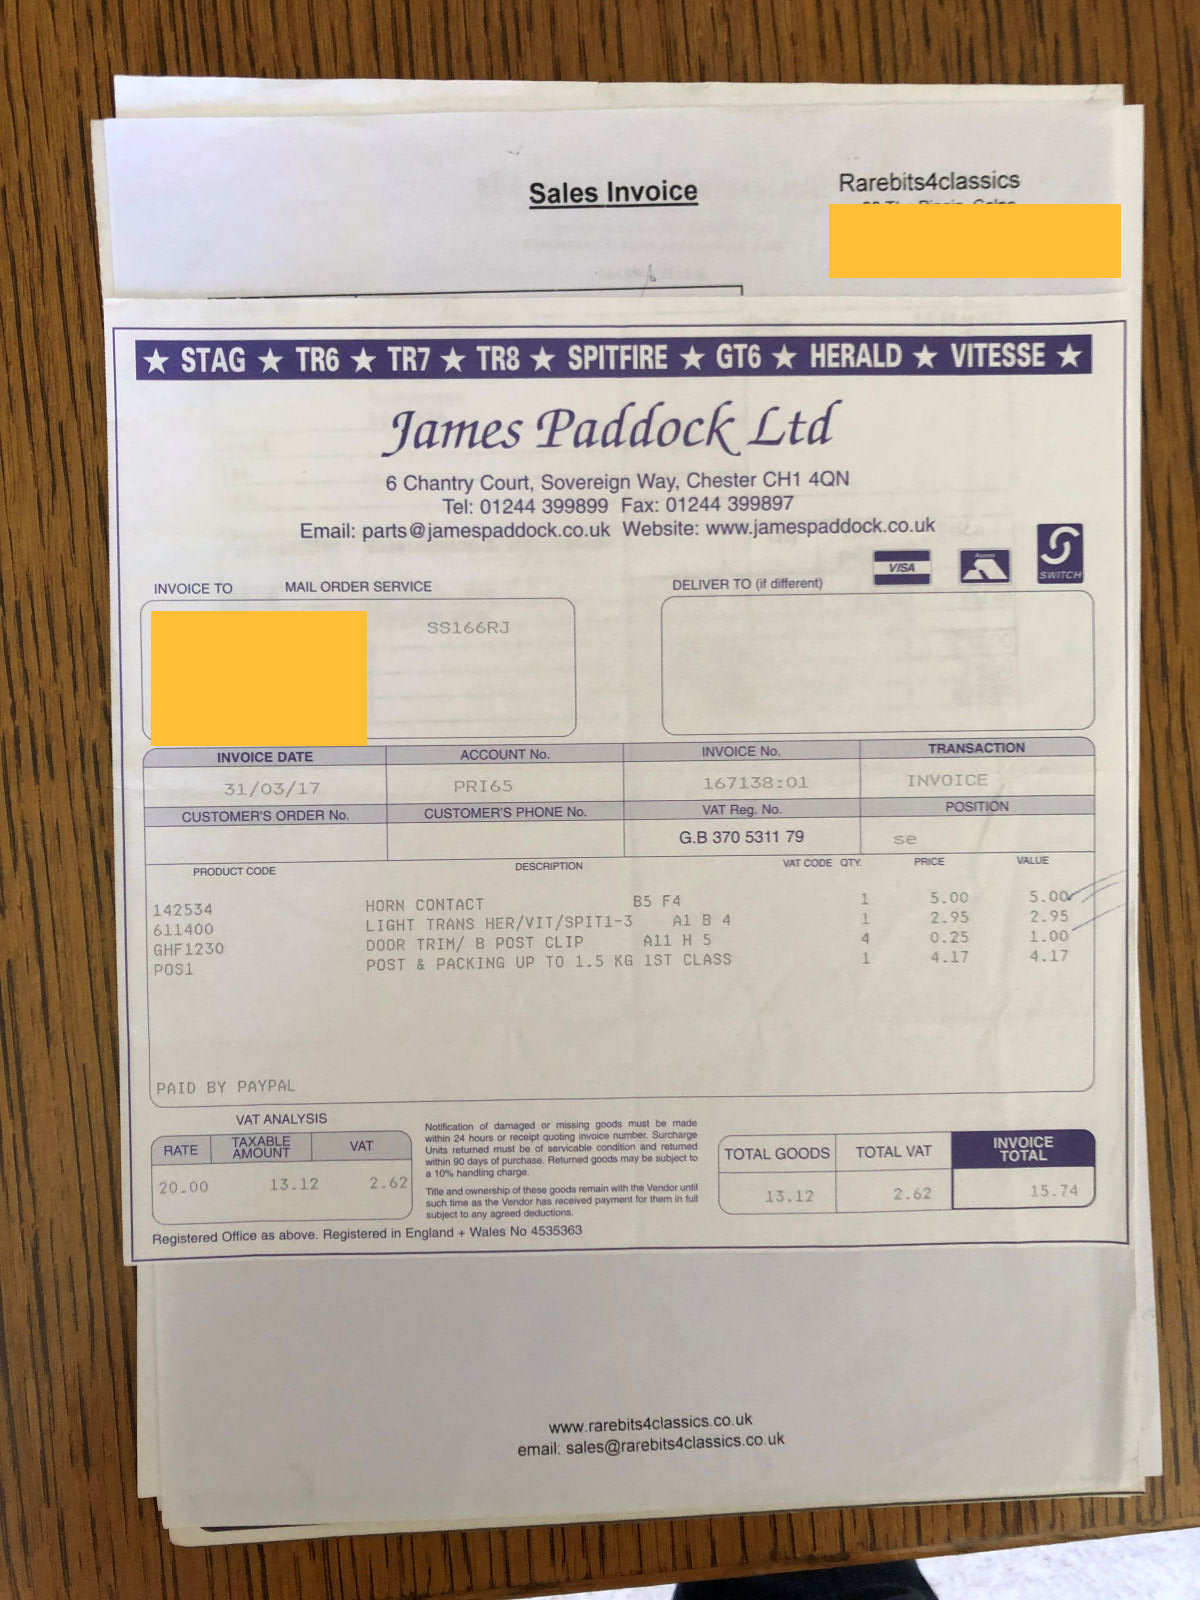 Sales Invoice
Rarebits4classics
★ STAG ★ TR6 ★ TR7 ★ TR8 ★ SPITFIRE ★ GT6 ★ HERALD ★ VITESSE ★
James Paddock Ltd
6 Chantry Court, Sovereign Way, Chester CH1 4QN
Tel: 01244 399899 Fax: 01244 399897
Email: parts@jamespaddock.co.uk Website: www.jamespaddock.co.uk
VISA
Access
SWITCH
INVOICE TO MAIL ORDER SERVICE
DELIVER TO (if different)
SS166RJ
INVOICE DATE ACCOUNT No. INVOICE No. TRANSACTION
31/03/17 PRI65 167138:01 INVOICE
CUSTOMER'S ORDER No. CUSTOMER'S PHONE No. VAT Reg. No. POSITION
G.B 370 5311 79 se
PRODUCT CODE DESCRIPTION VAT CODE QTY. PRICE VALUE
142534 HORN CONTACT B5 F4 1 5.00 5.00
611400 LIGHT TRANS HER/VIT/SPIT1-3 A1 B 4 1 2.95 2.95
GHF1230 DOOR TRIM/ B POST CLIP A11 H 5 4 0.25 1.00
POS1 POST & PACKING UP TO 1.5 KG 1ST CLASS 1 4.17 4.17
PAID BY PAYPAL
VAT ANALYSIS
RATE TAXABLE AMOUNT VAT
20.00 13.12 2.62
Notification of damaged or missing goods must be made
within 24 hours or receipt quoting invoice number. Surcharge
Units returned must be of servicable condition and returned
within 90 days of purchase. Returned goods may be subject to
a 10% handling charge.
Title and ownership of these goods remain with the Vendor until
such time as the Vendor has received payment for them in full
subject to any agreed deductions.
TOTAL GOODS TOTAL VAT INVOICE TOTAL
13.12 2.62 15.74
Registered Office as above. Registered in England + Wales No 4535363
www.rarebits4classics.co.uk
email: sales@rarebits4classics.co.uk